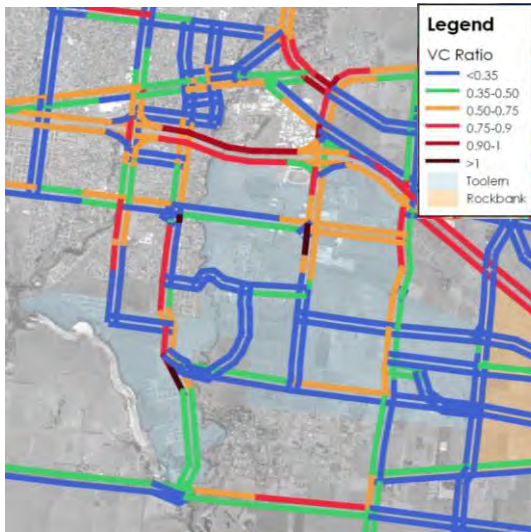 Legend
VC Ratio
<0.35
0.35-0.50
0.50-0.75
0.75-0.9
0.90-1
>1
Toolern
Rockbank